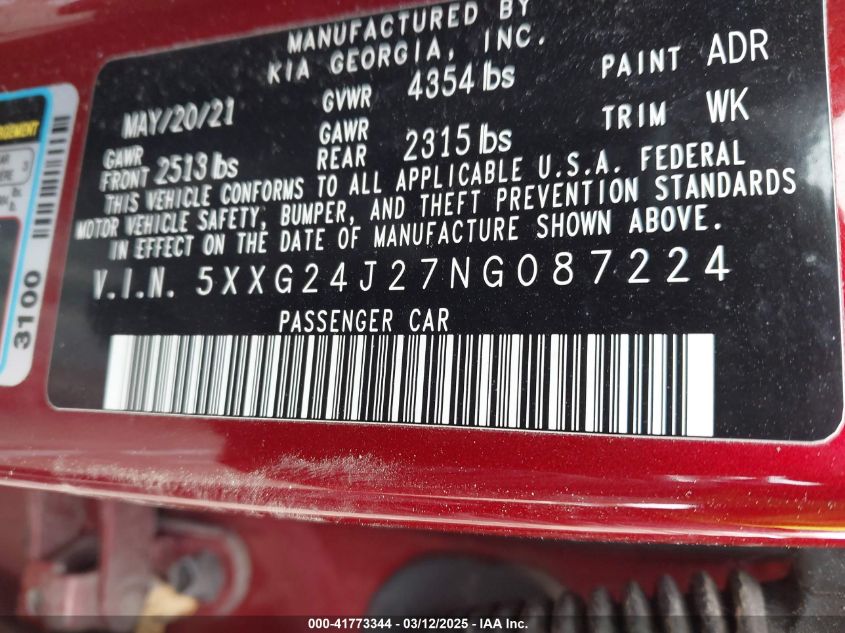 MANUFACTURED BY
KIA GEORGIA, INC.
MAY/20/21 GVWR 4354 lbs PAINT ADR
GAWR FRONT 2513 lbs GAWR REAR 2315 lbs TRIM WK
THIS VEHICLE CONFORMS TO ALL APPLICABLE U.S.A. FEDERAL
MOTOR VEHICLE SAFETY, BUMPER, AND THEFT PREVENTION STANDARDS
IN EFFECT ON THE DATE OF MANUFACTURE SHOWN ABOVE.
V.I.N. 5XXG24J27NG087224
PASSENGER CAR
3100
000-41773344 - 03/12/2025 - IAA Inc.